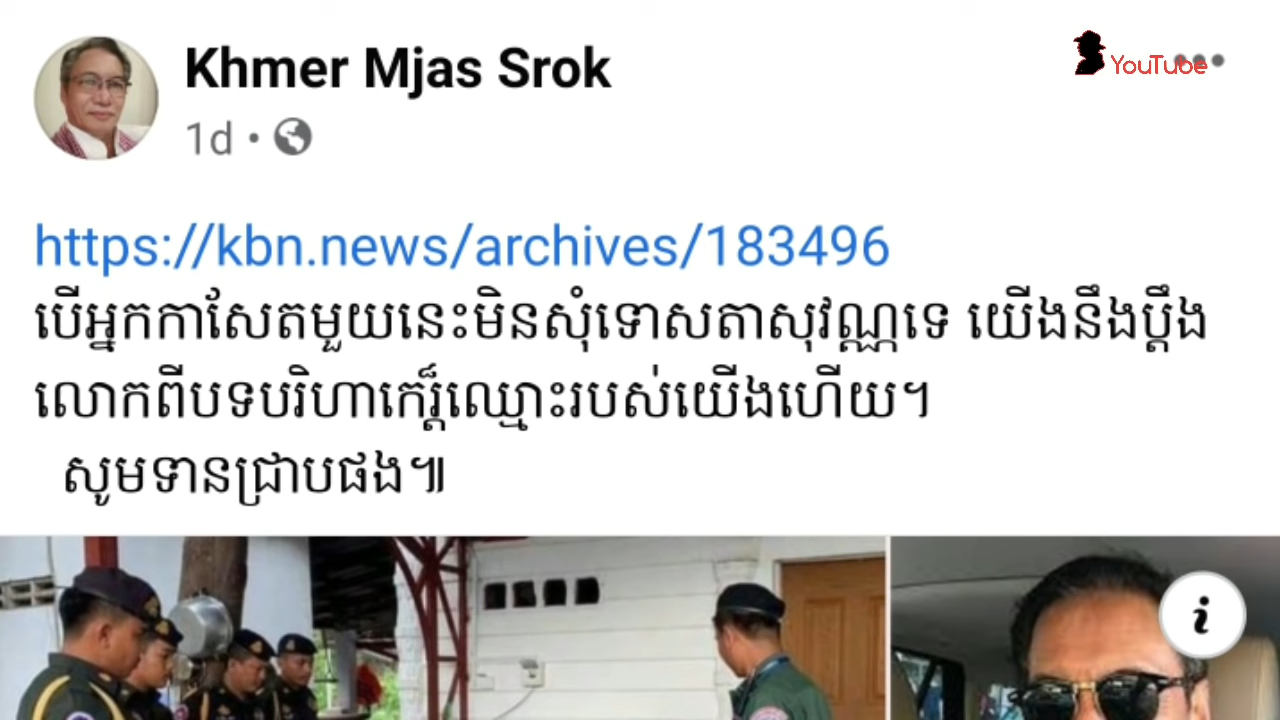 Khmer Mjas Srok
YouTube
1d •
https://kbn.news/archives/183496
បើអ្នកកាសែតមួយនេះមិនសុំទោសតាសុវណ្ណទេ យើងនឹងប្តឹង
លោកពីបទបរិហាកេរ្ត៍ឈ្មោះរបស់យើងហើយ។
សូមទានជ្រាបផង៕
i